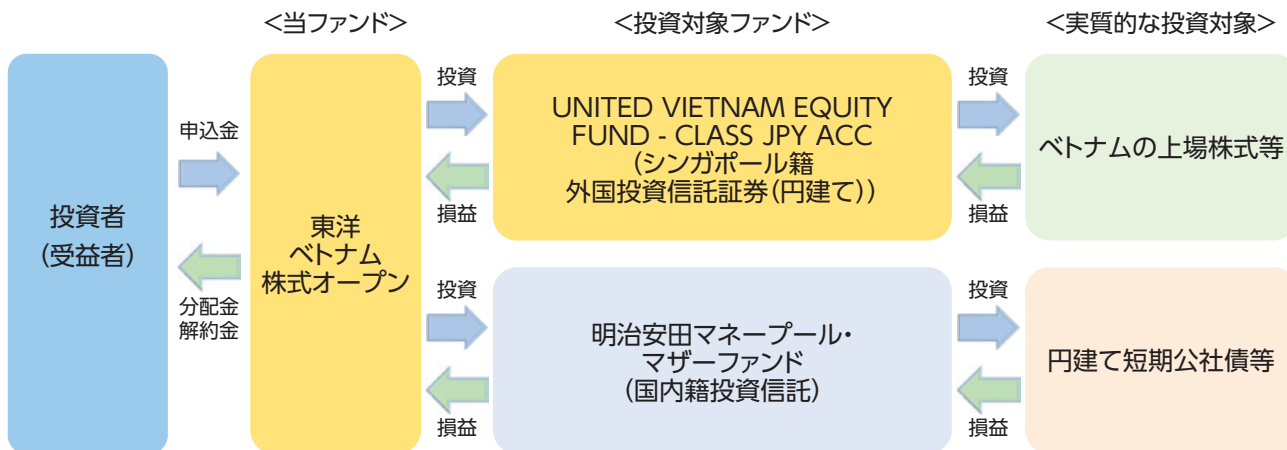 <当ファンド>
<投資対象ファンド>
<実質的な投資対象>
投資者
(受益者)
申込金
分配金
解約金
東洋
ベトナム
株式オープン
投資
損益
UNITED VIETNAM EQUITY
FUND - CLASS JPY ACC
(シンガポール籍
外国投資信託証券(円建て))
投資
損益
ベトナムの上場株式等
投資
損益
明治安田マネープール・
マザーファンド
(国内籍投資信託)
投資
損益
円建て短期公社債等